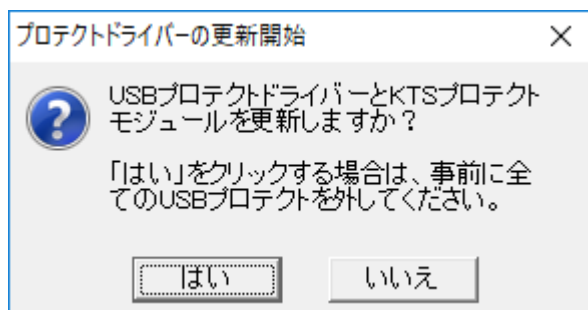 プロテクトドライバーの更新開始
USBプロテクトドライバーとKTSプロテクト
モジュールを更新しますか？
「はい」をクリックする場合は、事前に全
てのUSBプロテクトを外してください。
はい
いいえ